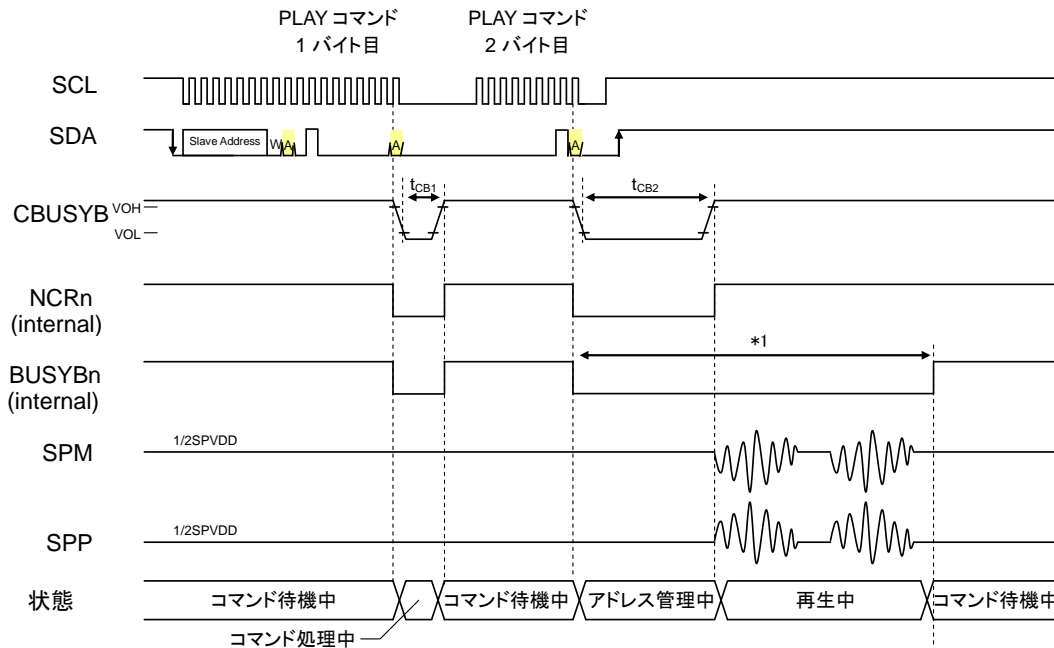 PLAY コマンド
1 バイト目
PLAY コマンド
2 バイト目
SCL
SDA
Slave Address
W
A
A
A
tCB1
tCB2
CBUSYB
VOH
VOL
NCRn
(internal)
*1
BUSYBn
(internal)
1/2SPVDD
SPM
1/2SPVDD
SPP
状態
コマンド待機中
コマンド待機中
アドレス管理中
再生中
コマンド待機中
コマンド処理中